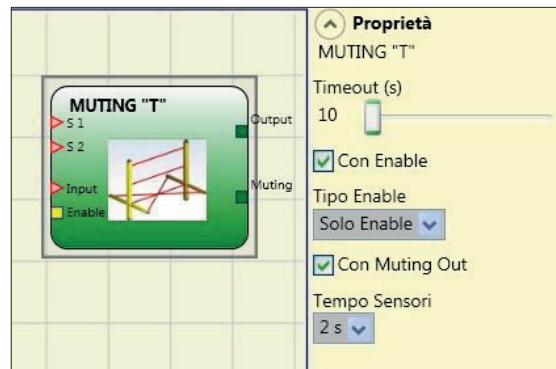 MUTING "T"
S 1
S 2
Input
Enable
Output
Muting
Proprietà
MUTING "T"
Timeout (s)
10
Con Enable
Tipo Enable
Solo Enable
Con Muting Out
Tempo Sensori
2 s